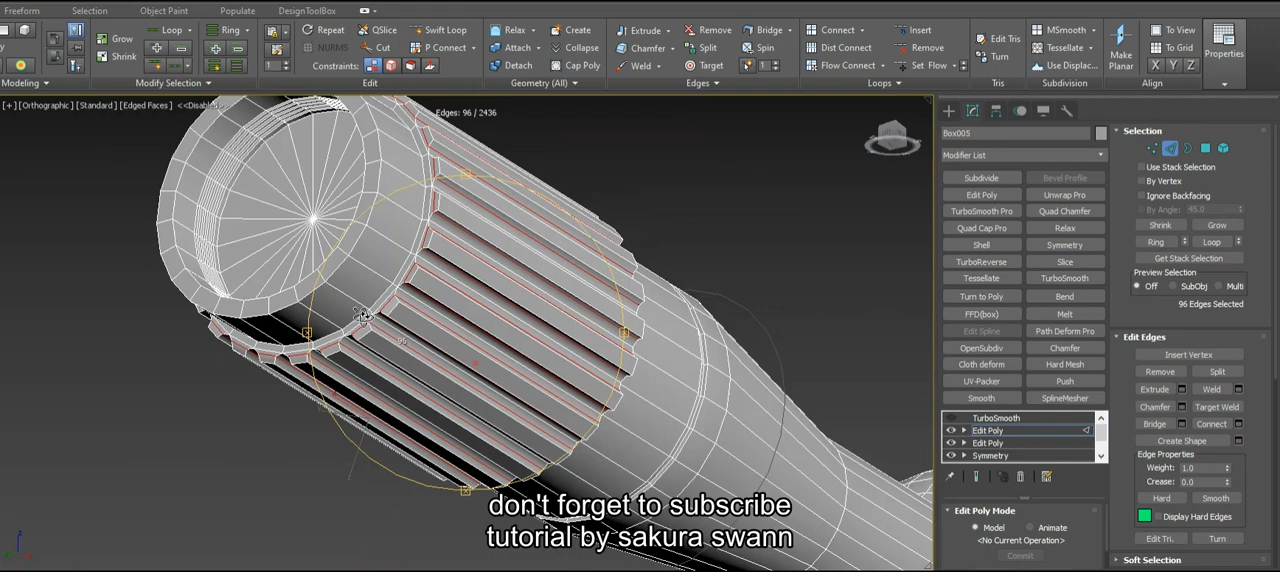 Freeform Selection Object Paint Populate DesignToolBox
Grow Ring Repeat QSlice Swift Loop Relax Create Extrude Remove Bridge Connect Insert MSmooth To View
Shrink NURMS Cut P Connect Attach Collapse Chamfer Split Spin Dist Connect Remove Edit Tris Turn Tessellate To Grid
1 Constraints: Detach Cap Poly Weld Target 1 Flow Connect Set Flow Use Displac... Make Planar X Y Z Properties
Modeling Modify Selection Edit Geometry (All) Edges Loops Tris Subdivision Align
[+] [Orthographic] [Standard] [Edged Faces] <<Disabled
Edges: 96 / 2436
96
don't forget to subscribe
tutorial by sakura swann
Box005
Modifier List
Subdivide Bevel Profile
Edit Poly Unwrap Pro
TurboSmooth Pro Quad Chamfer
Quad Cap Pro Relax
Shell Symmetry
TurboReverse Slice
Tessellate TurboSmooth
Turn to Poly Bend
FFD(box) Melt
Edit Spline Path Deform Pro
OpenSubdiv Chamfer
Cloth deform Hard Mesh
UV-Packer Push
Smooth SplineMesher
TurboSmooth
Edit Poly
Edit Poly
Symmetry
Edit Poly Mode
Model Animate
<No Current Operation>
Commit
Selection
Use Stack Selection
By Vertex
Ignore Backfacing
By Angle: 45.0
Shrink Grow
Ring Loop
Get Stack Selection
Preview Selection
Off SubObj Multi
96 Edges Selected
Edit Edges
Insert Vertex
Remove Split
Extrude Weld
Chamfer Target Weld
Bridge Connect
Create Shape
Edge Properties
Weight: 1.0
Crease: 0.0
Hard Smooth
Display Hard Edges
Edit Tri. Turn
Soft Selection